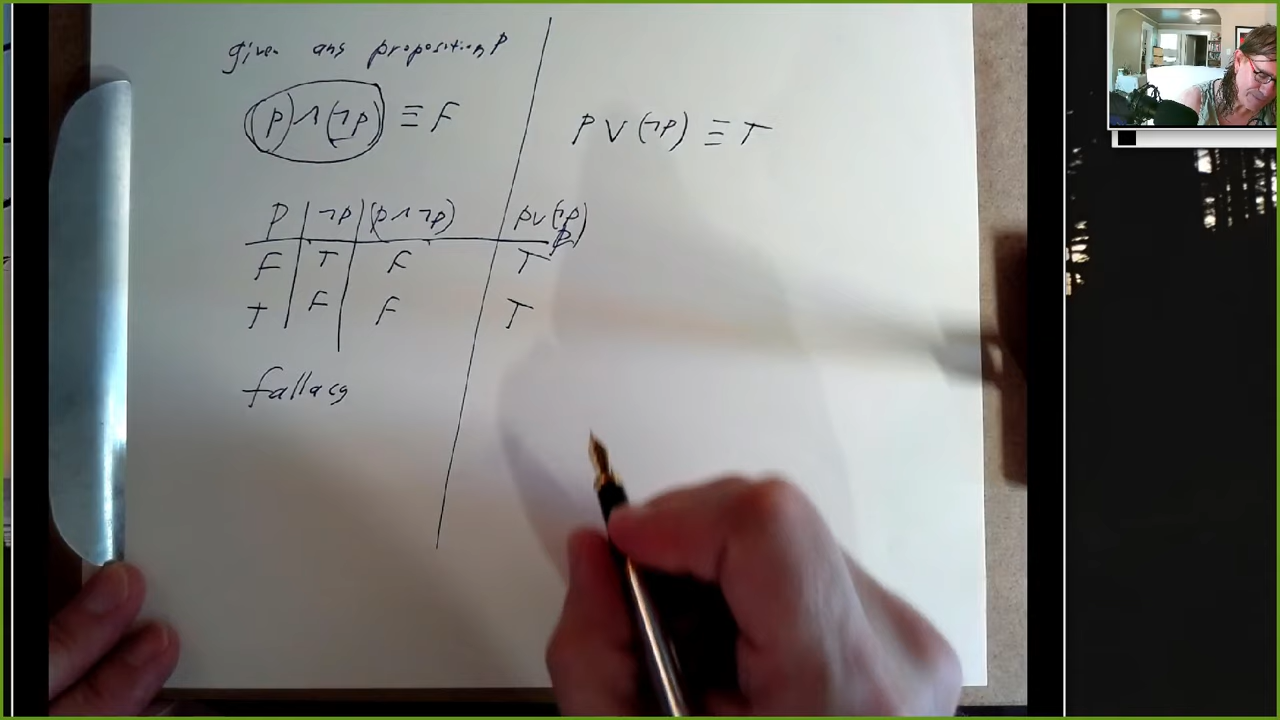 given any proposition P
(p)∧(¬p) ≡ F
P ∨ (¬p) ≡ T
P ¬p (p∧¬p) p∨(¬p)
F T F T
T F F T
fallacy